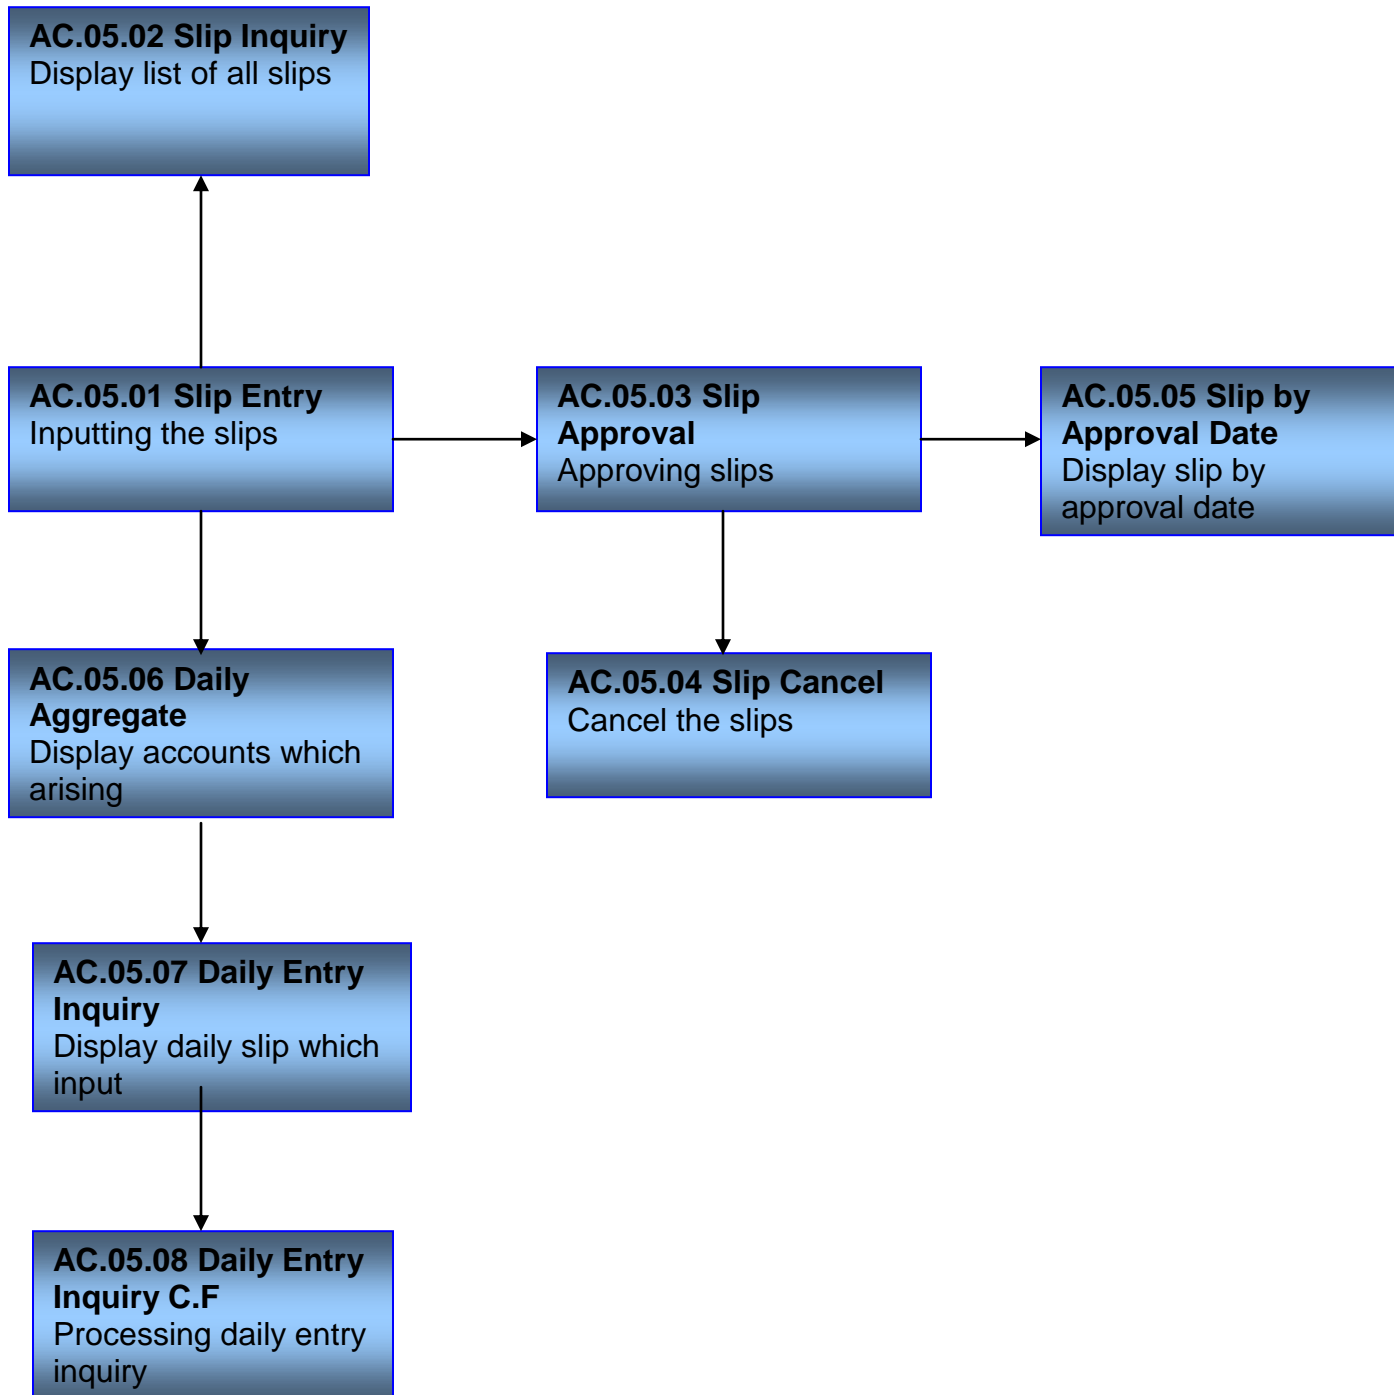 AC.05.02 Slip Inquiry
Display list of all slips
AC.05.01 Slip Entry
Inputting the slips
AC.05.03 Slip
Approval
Approving slips
AC.05.05 Slip by
Approval Date
Display slip by
approval date
AC.05.06 Daily
Aggregate
Display accounts which
arising
AC.05.04 Slip Cancel
Cancel the slips
AC.05.07 Daily Entry
Inquiry
Display daily slip which
input
AC.05.08 Daily Entry
Inquiry C.F
Processing daily entry
inquiry